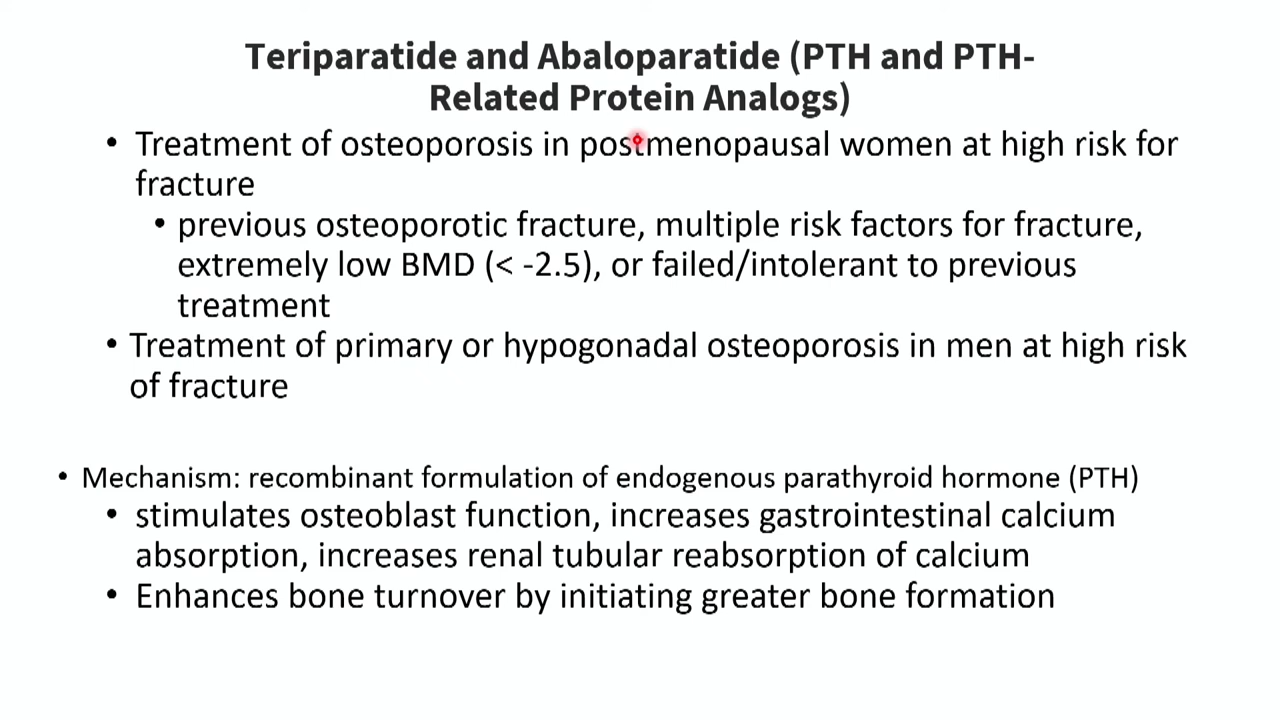 Teriparatide and Abaloparatide (PTH and PTH-
Related Protein Analogs)
• Treatment of osteoporosis in postmenopausal women at high risk for
fracture
• previous osteoporotic fracture, multiple risk factors for fracture,
extremely low BMD (< -2.5), or failed/intolerant to previous
treatment
• Treatment of primary or hypogonadal osteoporosis in men at high risk
of fracture
• Mechanism: recombinant formulation of endogenous parathyroid hormone (PTH)
• stimulates osteoblast function, increases gastrointestinal calcium
absorption, increases renal tubular reabsorption of calcium
• Enhances bone turnover by initiating greater bone formation